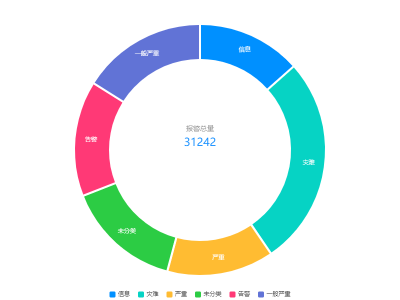 一般严重
信息
报警总量
31242
告警
灾难
未分类
严重
信息 灾难 严重 未分类 告警 一般严重